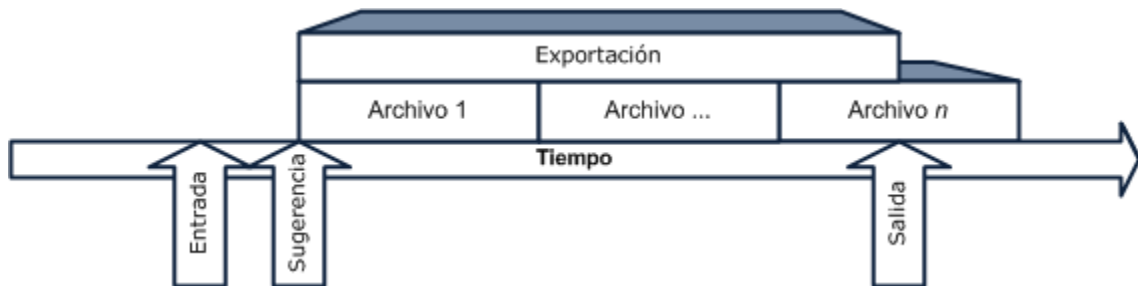 Exportación
Archivo 1
Archivo ...
Archivo n
Tiempo
Entrada
Sugerencia
Salida